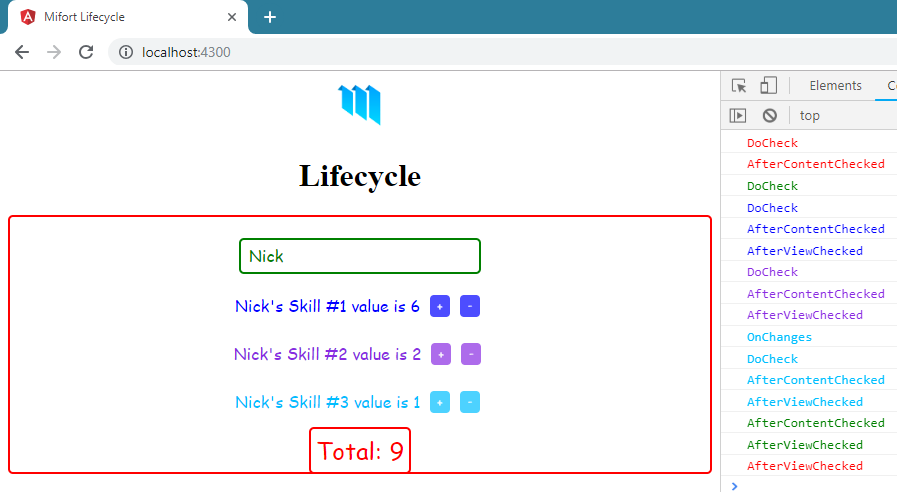 Mifort Lifecycle
localhost:4300
Lifecycle
Nick
Nick's Skill #1 value is 6 + -
Nick's Skill #2 value is 2 + -
Nick's Skill #3 value is 1 + -
Total: 9
Elements C
top
DoCheck
AfterContentChecked
DoCheck
DoCheck
AfterContentChecked
AfterViewChecked
DoCheck
AfterContentChecked
AfterViewChecked
OnChanges
DoCheck
AfterContentChecked
AfterViewChecked
AfterContentChecked
AfterViewChecked
AfterViewChecked